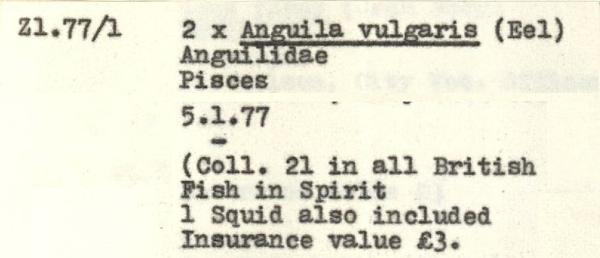 Z1.77/1 2 x Anguila vulgaris (Eel)
Anguilidae
Pisces
5.1.77
-
(Coll. 21 in all British
Fish in Spirit
1 Squid also included
Insurance value £3.